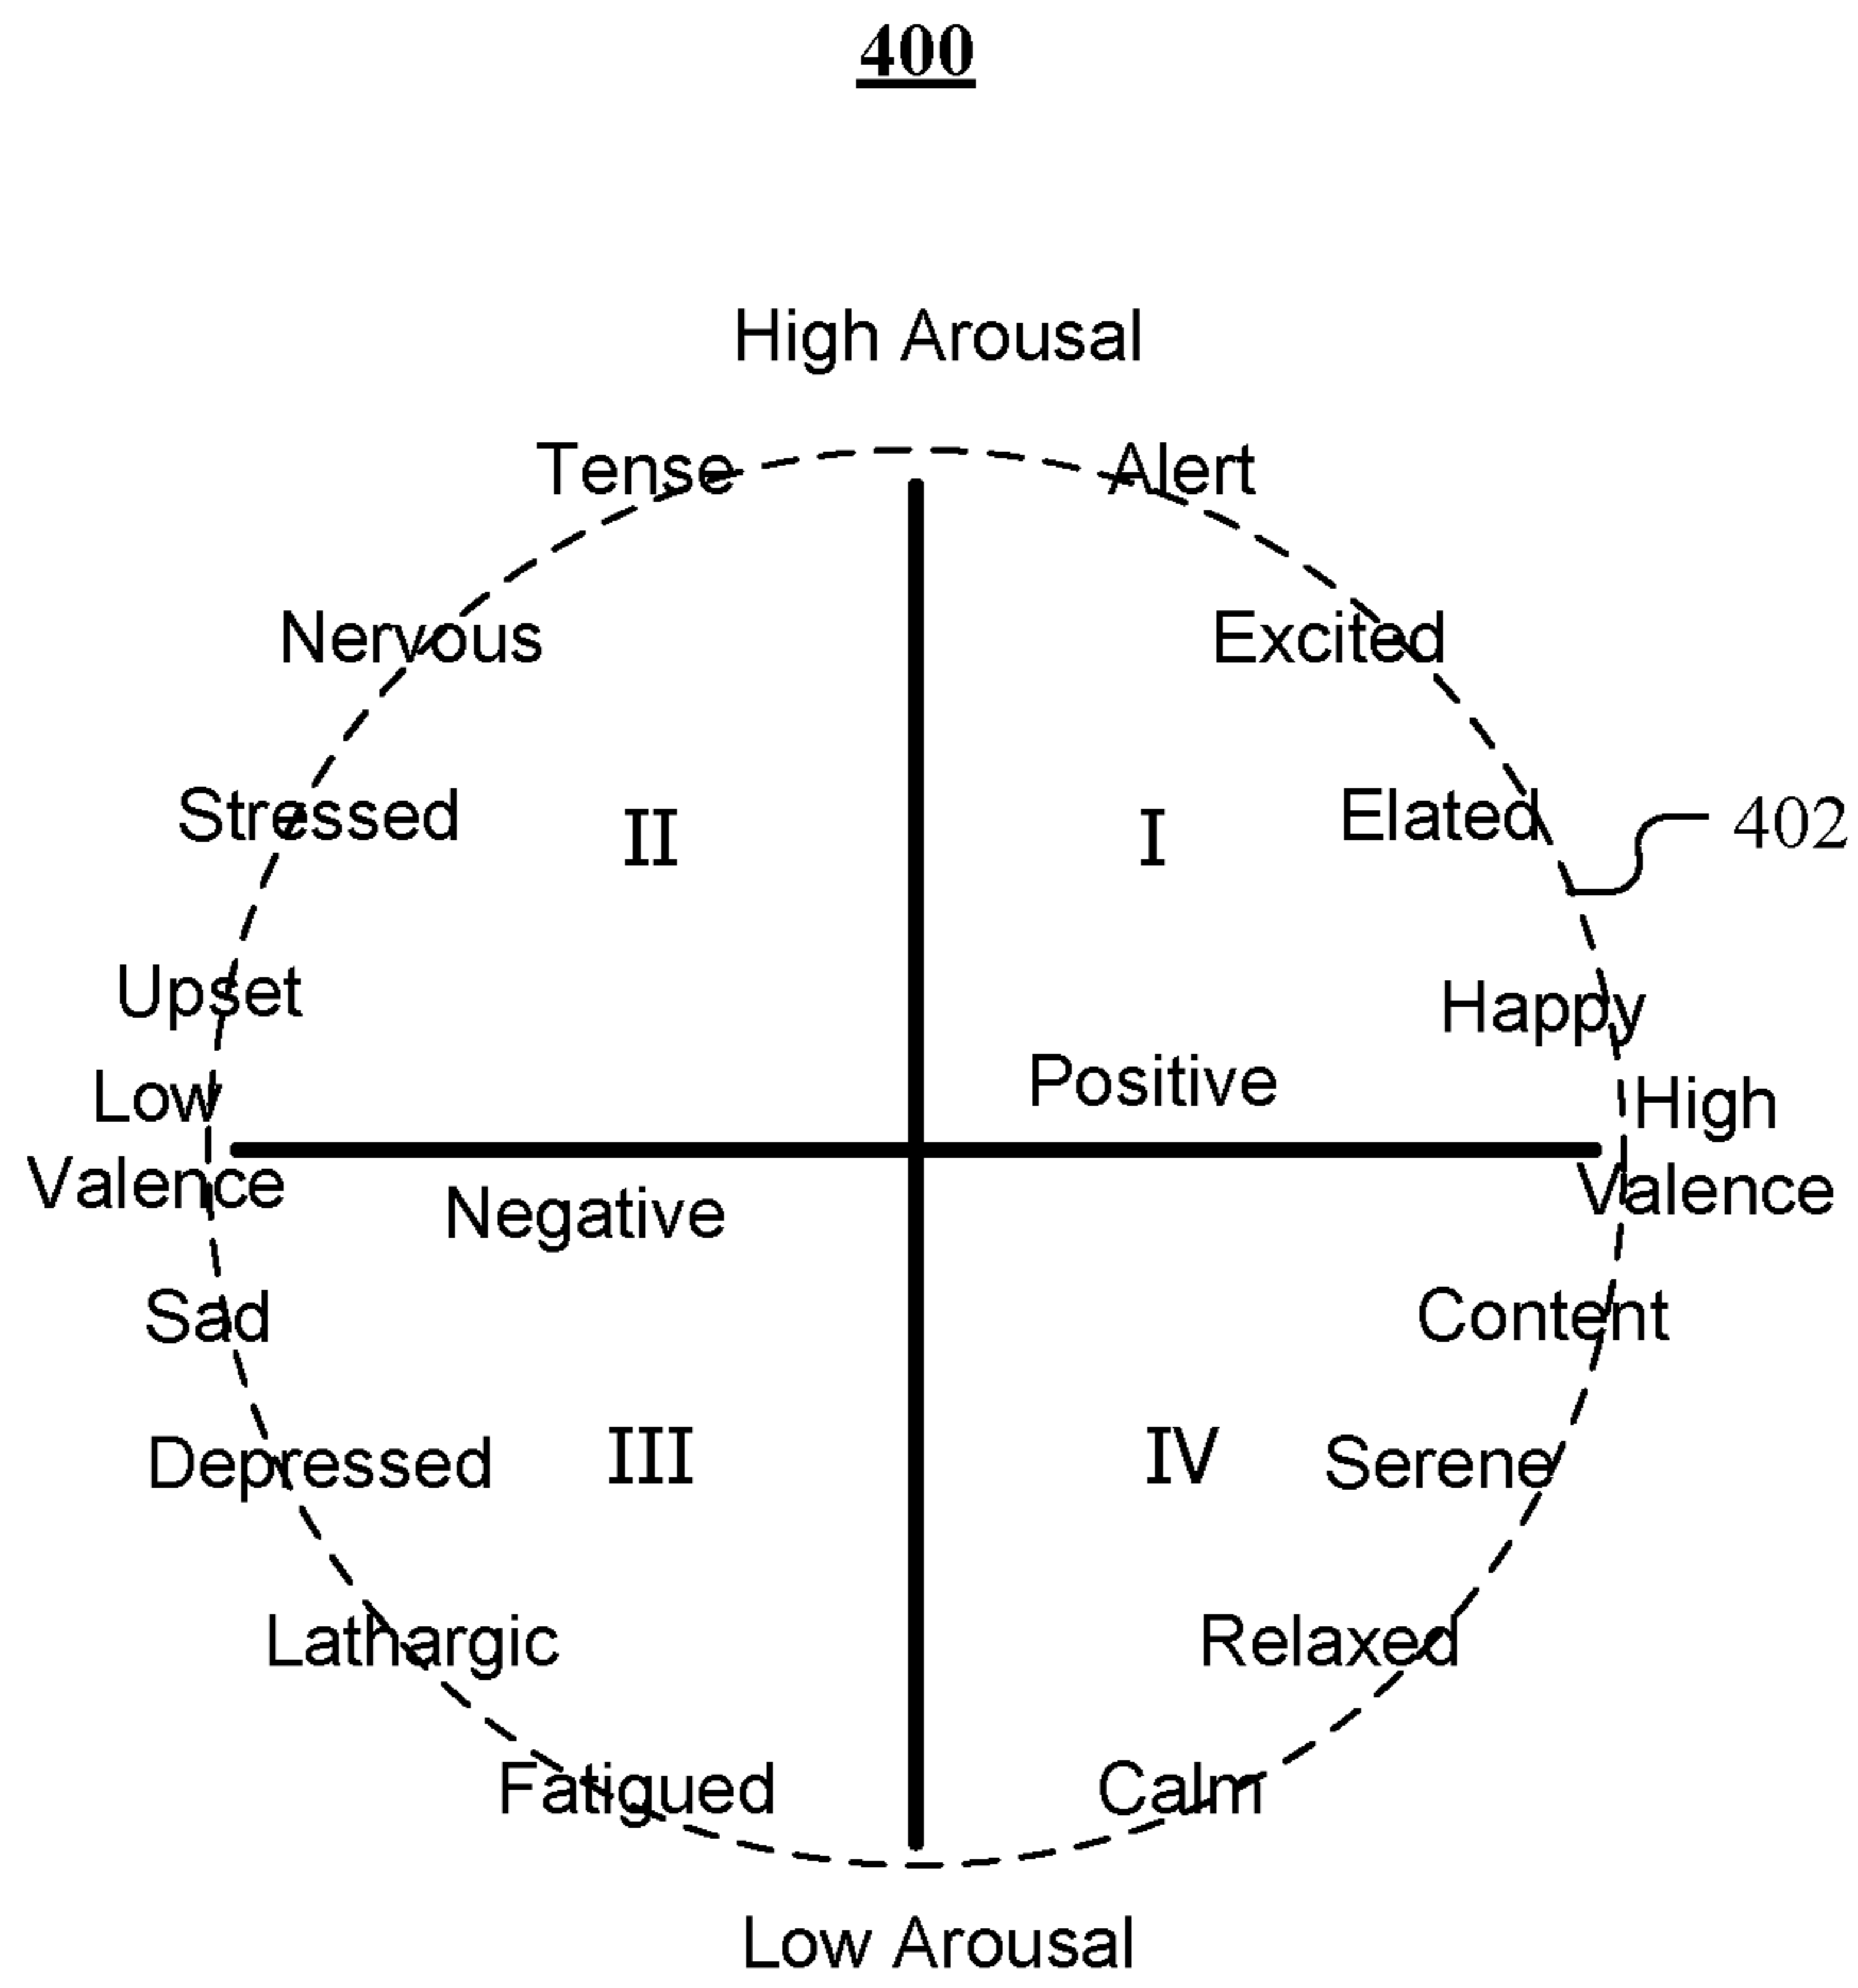 400
High Arousal
Tense
Alert
Nervous
Excited
Stressed
II
I
Elated
402
Upset
Happy
Low
Valence
Positive
High
Valence
Negative
Sad
Content
Depressed
III
IV
Serene
Lathargic
Relaxed
Fatigued
Calm
Low Arousal